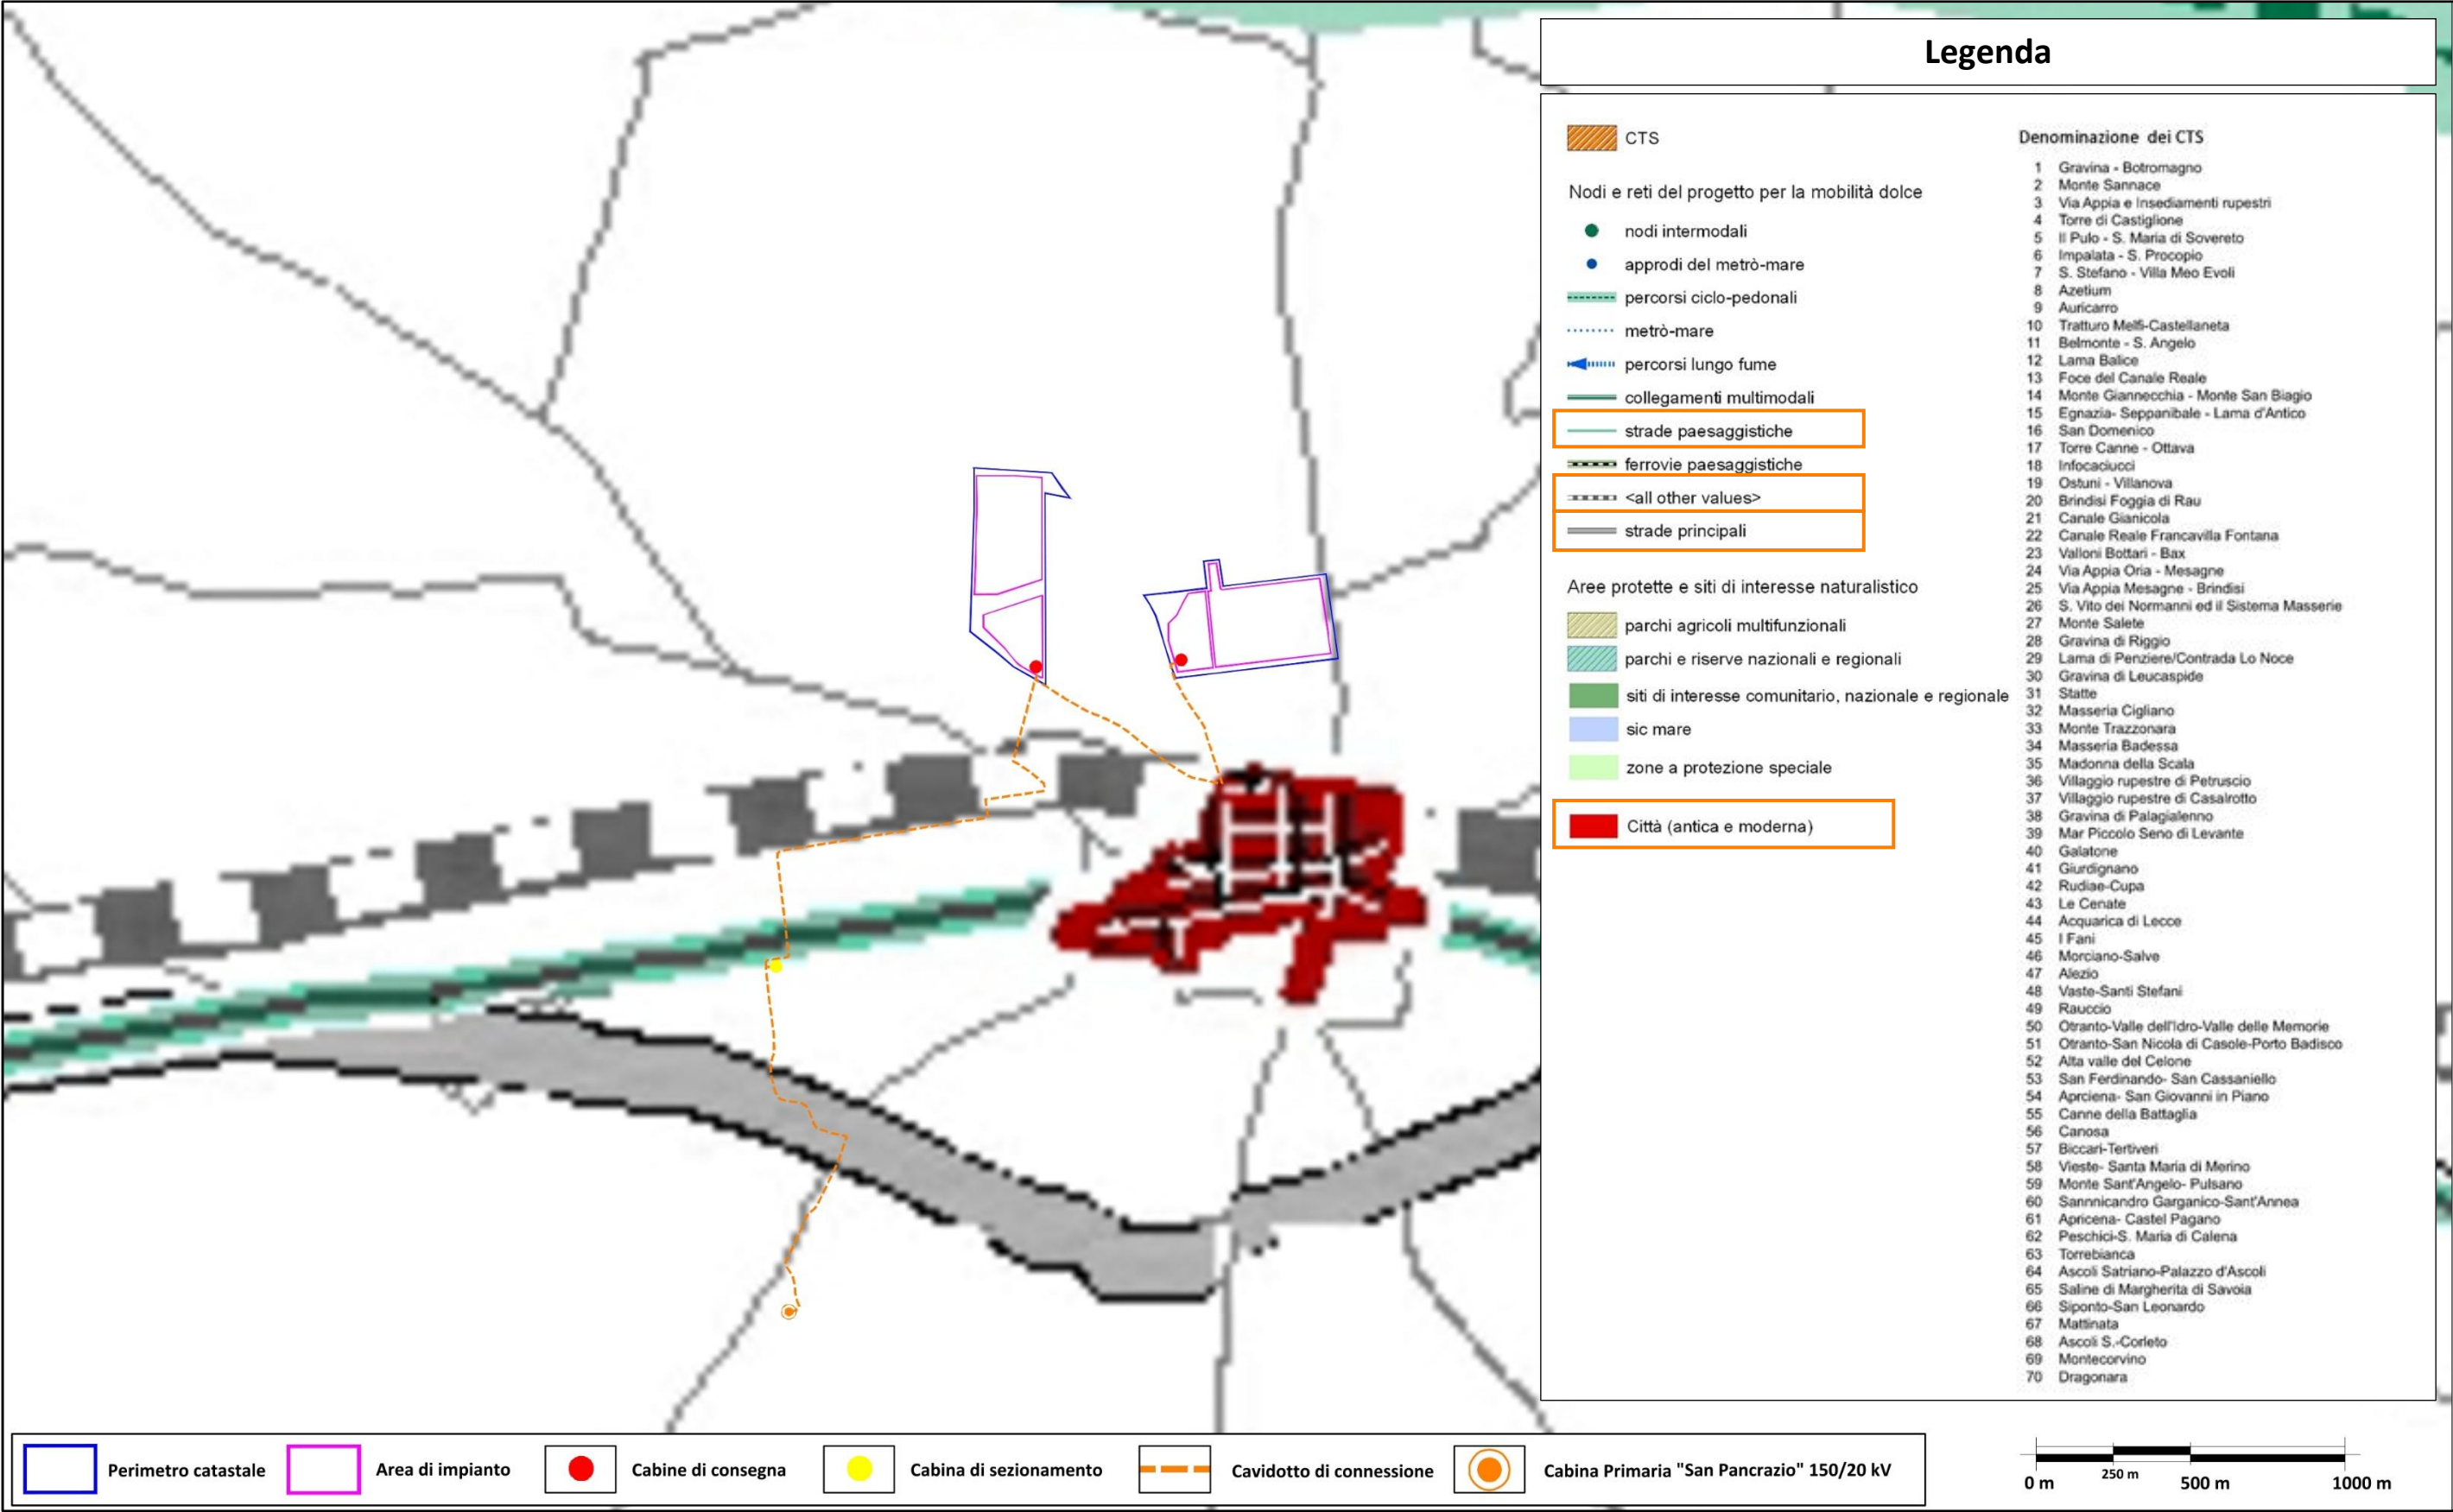 Legenda
CTS
Nodi e reti del progetto per la mobilità dolce
nodi intermodali
approdi del metrò-mare
percorsi ciclo-pedonali
metrò-mare
percorsi lungo fume
collegamenti multimodali
strade paesaggistiche
ferrovie paesaggistiche
<all other values>
strade principali
Aree protette e siti di interesse naturalistico
parchi agricoli multifunzionali
parchi e riserve nazionali e regionali
siti di interesse comunitario, nazionale e regionale
sic mare
zone a protezione speciale
Città (antica e moderna)
Denominazione dei CTS
1 Gravina - Botromagno
2 Monte Sannace
3 Via Appia e Insediamenti rupestri
4 Torre di Castiglione
5 Il Pulo - S. Maria di Sovereto
6 Impalata - S. Procopio
7 S. Stefano - Villa Meo Evoli
8 Azetium
9 Auricarro
10 Tratturo Melfi-Castellaneta
11 Belmonte - S. Angelo
12 Lama Balice
13 Foce del Canale Reale
14 Monte Giannecchia - Monte San Biagio
15 Egnazia- Seppanibale - Lama d'Antico
16 San Domenico
17 Torre Canne - Ottava
18 Infocaciucci
19 Ostuni - Villanova
20 Brindisi Foggia di Rau
21 Canale Gianicola
22 Canale Reale Francavilla Fontana
23 Valloni Bottari - Bax
24 Via Appia Oria - Mesagne
25 Via Appia Mesagne - Brindisi
26 S. Vito dei Normanni ed il Sistema Masserie
27 Monte Salete
28 Gravina di Riggio
29 Lama di Penziere/Contrada Lo Noce
30 Gravina di Leucaspide
31 Statte
32 Masseria Cigliano
33 Monte Trazzonara
34 Masseria Badessa
35 Madonna della Scala
36 Villaggio rupestre di Petruscio
37 Villaggio rupestre di Casalrotto
38 Gravina di Palagialenno
39 Mar Piccolo Seno di Levante
40 Galatone
41 Giurdignano
42 Rudiae-Cupa
43 Le Cenate
44 Acquarica di Lecce
45 I Fani
46 Morciano-Salve
47 Alezio
48 Vaste-Santi Stefani
49 Rauccio
50 Otranto-Valle dell'Idro-Valle delle Memorie
51 Otranto-San Nicola di Casole-Porto Badisco
52 Alta valle del Celone
53 San Ferdinando- San Cassaniello
54 Aprciena- San Giovanni in Piano
55 Canne della Battaglia
56 Canosa
57 Biccari-Tertiveri
58 Vieste- Santa Maria di Merino
59 Monte Sant'Angelo- Pulsano
60 Sannnicandro Garganico-Sant'Annea
61 Apricena- Castel Pagano
62 Peschici-S. Maria di Calena
63 Torrebianca
64 Ascoli Satriano-Palazzo d'Ascoli
65 Saline di Margherita di Savoia
66 Siponto-San Leonardo
67 Mattinata
68 Ascoli S.-Corleto
69 Montecorvino
70 Dragonara
Perimetro catastale
Area di impianto
Cabine di consegna
Cabina di sezionamento
Cavidotto di connessione
Cabina Primaria "San Pancrazio" 150/20 kV
0 m 250 m 500 m 1000 m